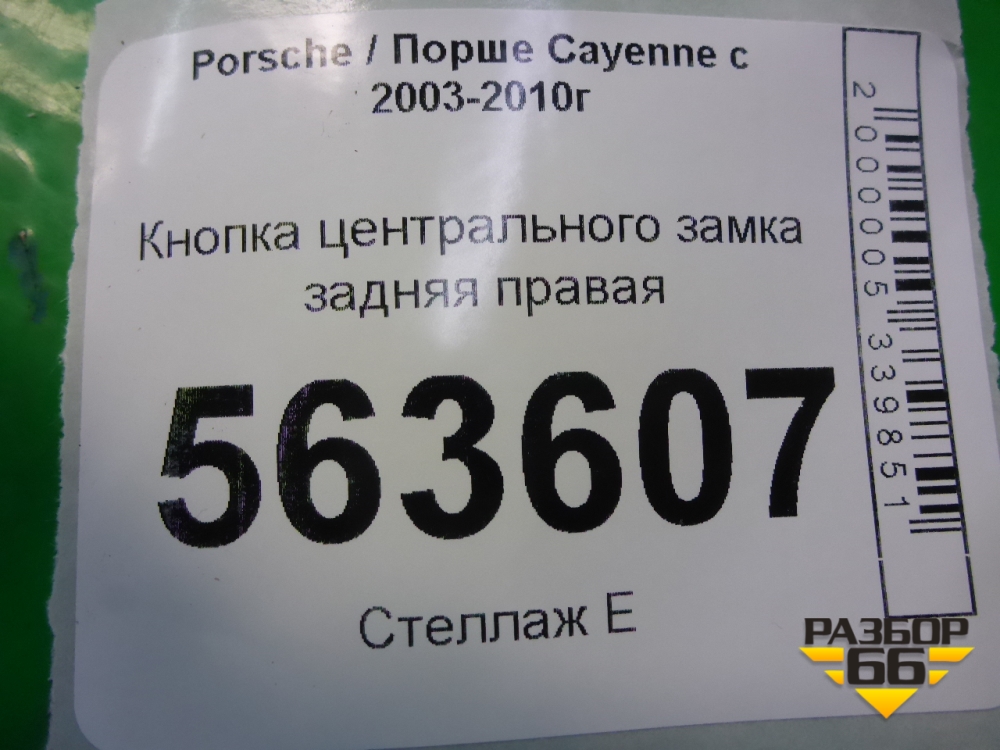 Porsche / Порше Cayenne с
2003-2010г
Кнопка центрального замка
задняя правая
563607
Стеллаж Е
2000005339851
РАЗБОР
66